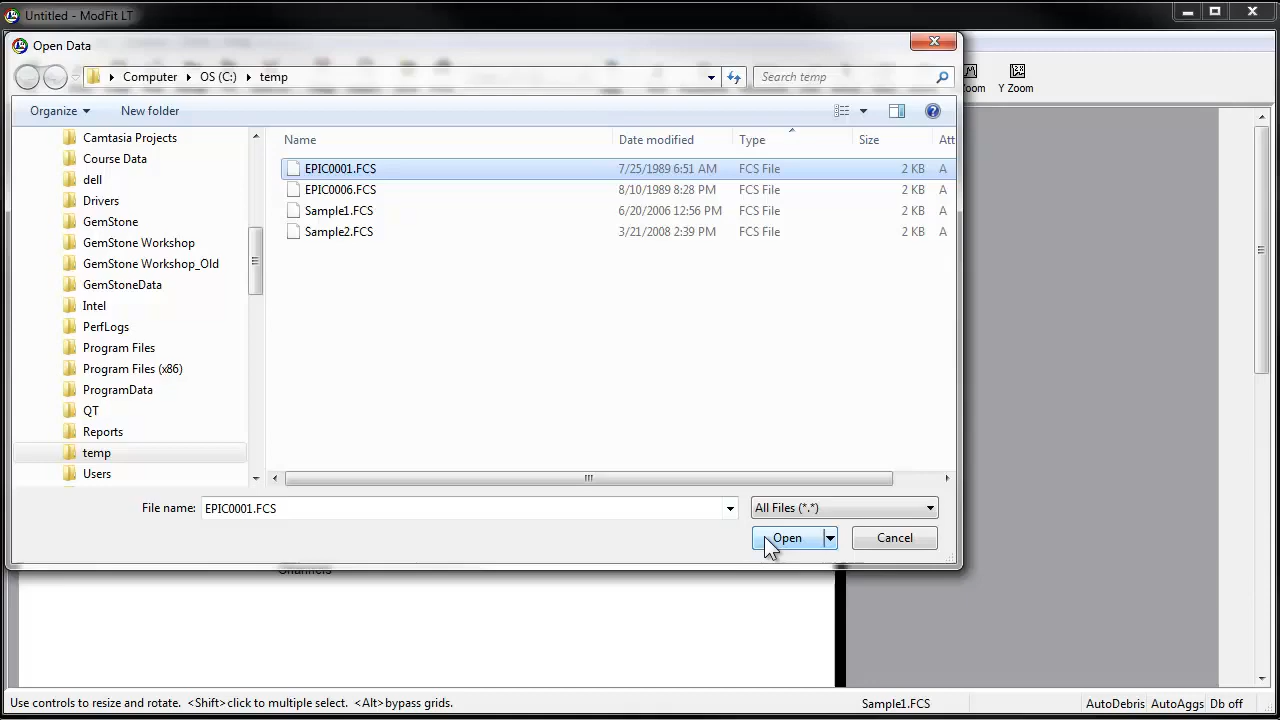 Untitled - ModFit LT
Open Data
Computer OS (C:) temp
Search temp
oom Y Zoom
Organize New folder
Name Date modified Type Size Att
Camtasia Projects
Course Data
dell
Drivers
GemStone
GemStone Workshop
GemStone Workshop_Old
GemStoneData
Intel
PerfLogs
Program Files
Program Files (x86)
ProgramData
QT
Reports
temp
Users
EPIC0001.FCS 7/25/1989 6:51 AM FCS File 2 KB A
EPIC0006.FCS 8/10/1989 8:28 PM FCS File 2 KB A
Sample1.FCS 6/20/2006 12:56 PM FCS File 2 KB A
Sample2.FCS 3/21/2008 2:39 PM FCS File 2 KB A
File name: EPIC0001.FCS All Files (*.*)
Open Cancel
Channels
Use controls to resize and rotate. <Shift>click to multiple select. <Alt>bypass grids. Sample1.FCS AutoDebris AutoAggs Db off